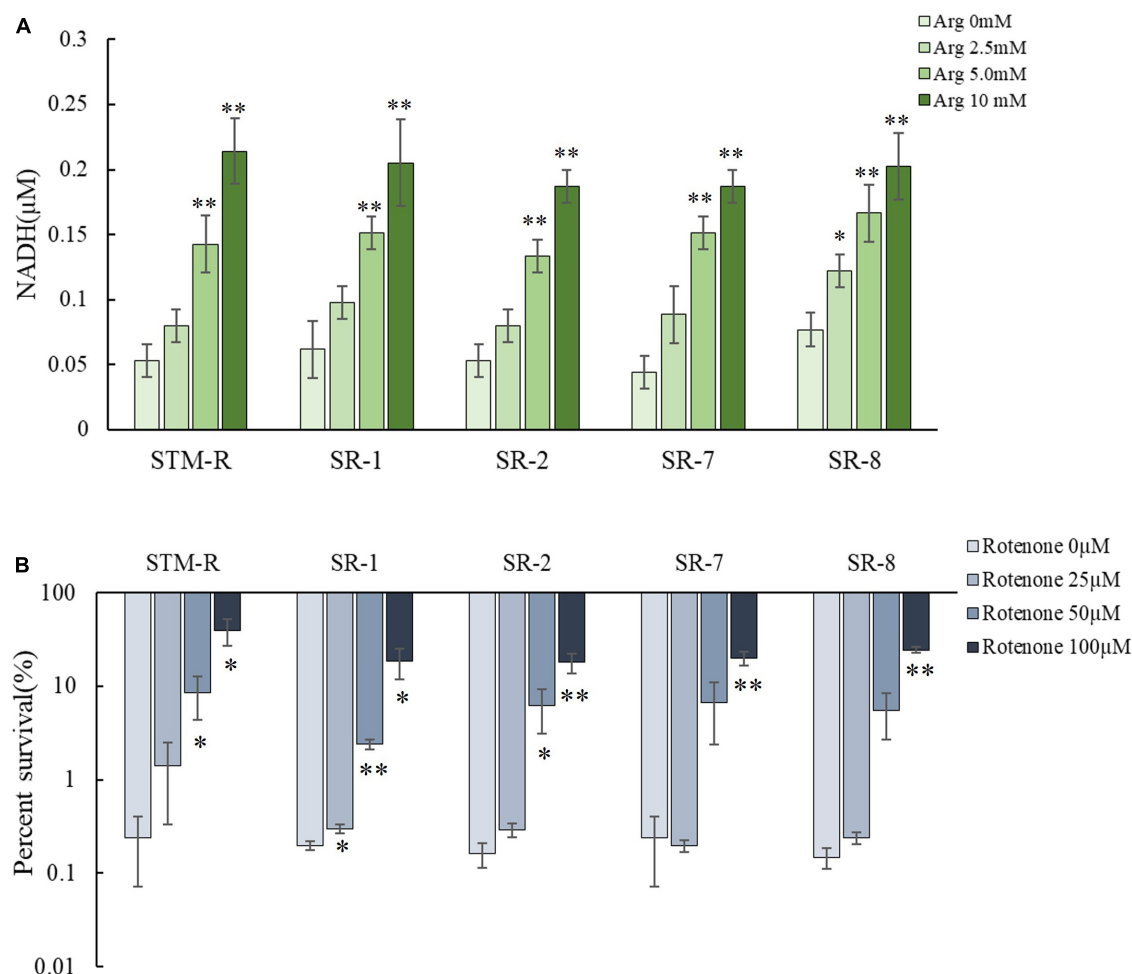 A
Arg 0mM
Arg 2.5mM
Arg 5.0mM
Arg 10 mM
NADH(µM)
0.3
0.25
0.2
0.15
0.1
0.05
0
** ** ** ** **
** ** ** ** * **
STM-R SR-1 SR-2 SR-7 SR-8
B
Rotenone 0µM
Rotenone 25µM
Rotenone 50µM
Rotenone 100µM
STM-R SR-1 SR-2 SR-7 SR-8
Percent survival(%)
100
10
1
0.1
0.01
* * ** * ** * * ** **